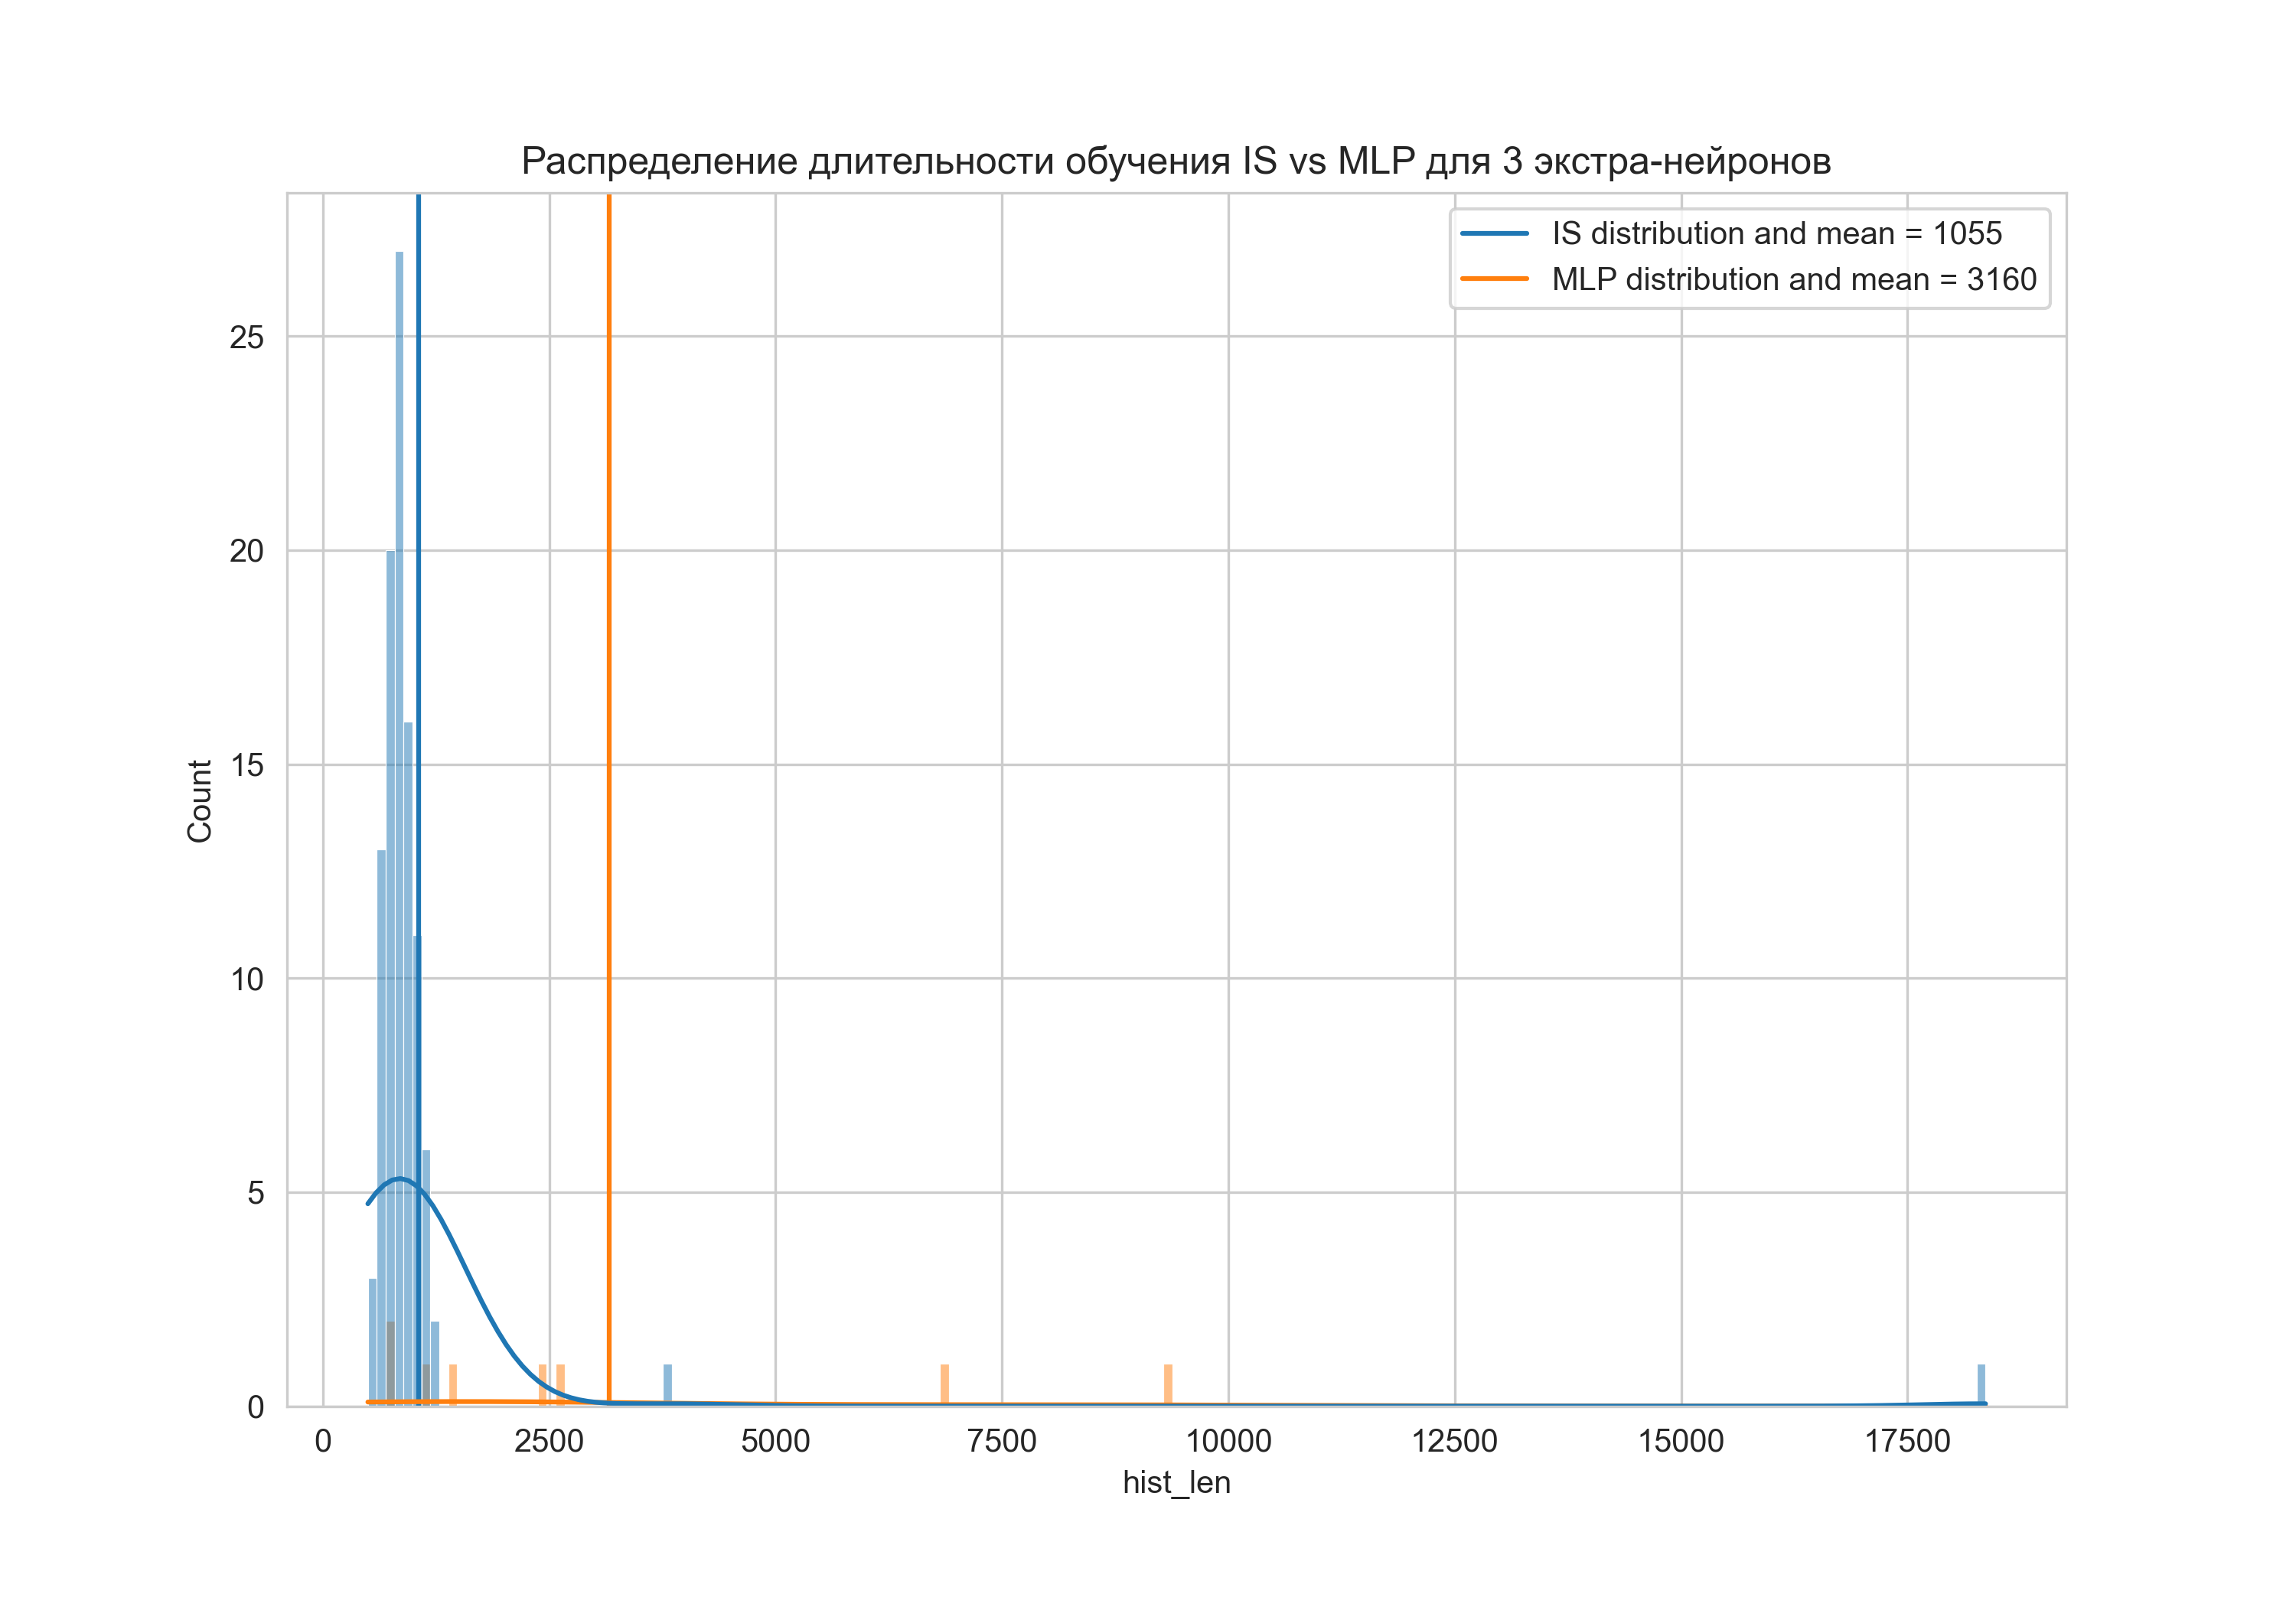 Распределение длительности обучения IS vs MLP для 3 экстра-нейронов
IS distribution and mean = 1055
MLP distribution and mean = 3160
25
20
15
10
5
0
Count
0 2500 5000 7500 10000 12500 15000 17500
hist_len